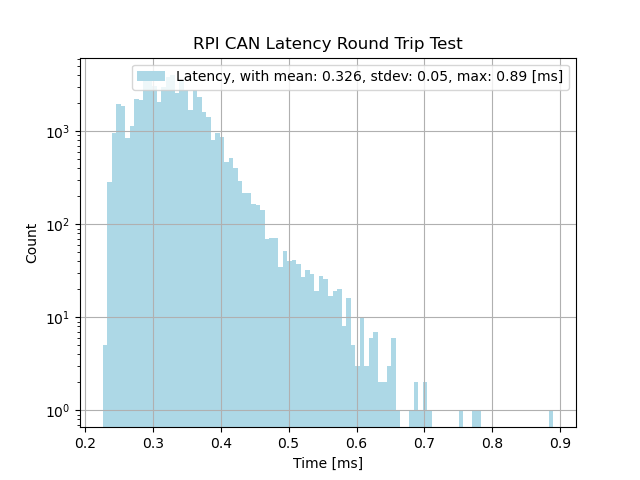 RPI CAN Latency Round Trip Test
Latency, with mean: 0.326, stdev: 0.05, max: 0.89 [ms]
10³
10²
10¹
10⁰
Count
0.2 0.3 0.4 0.5 0.6 0.7 0.8 0.9
Time [ms]